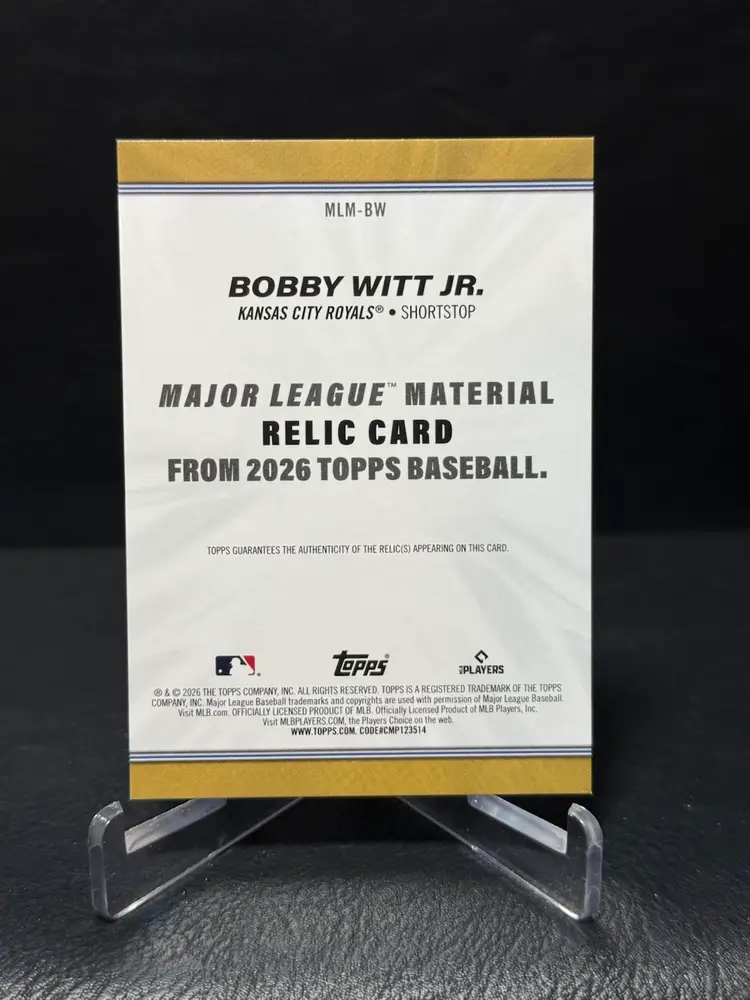 MLM-BW
BOBBY WITT JR.
KANSAS CITY ROYALS® • SHORTSTOP
MAJOR LEAGUE™ MATERIAL
RELIC CARD
FROM 2026 TOPPS BASEBALL.
TOPPS GUARANTEES THE AUTHENTICITY OF THE RELIC(S) APPEARING ON THIS CARD.
Topps® PLAYERS
® & © 2026 THE TOPPS COMPANY, INC. ALL RIGHTS RESERVED. TOPPS IS A REGISTERED TRADEMARK OF THE TOPPS
COMPANY, INC. Major League Baseball trademarks and copyrights are used with permission of Major League Baseball.
Visit MLB.com. OFFICIALLY LICENSED PRODUCT OF MLB. Officially Licensed Product of MLB Players, Inc.
Visit MLBPLAYERS.COM, the Players Choice on the web.
WWW.TOPPS.COM. CODE#CMP123514